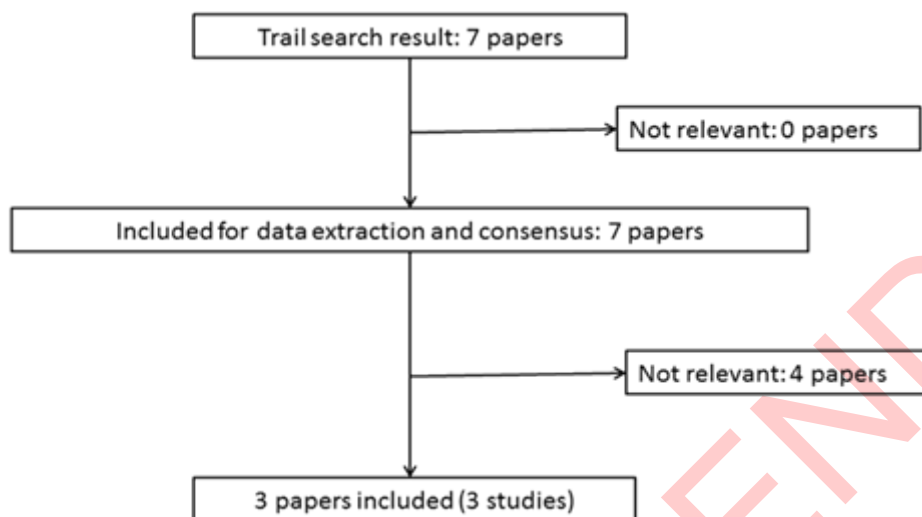 Trail search result: 7 papers
Not relevant: 0 papers
Included for data extraction and consensus: 7 papers
Not relevant: 4 papers
3 papers included (3 studies)
END